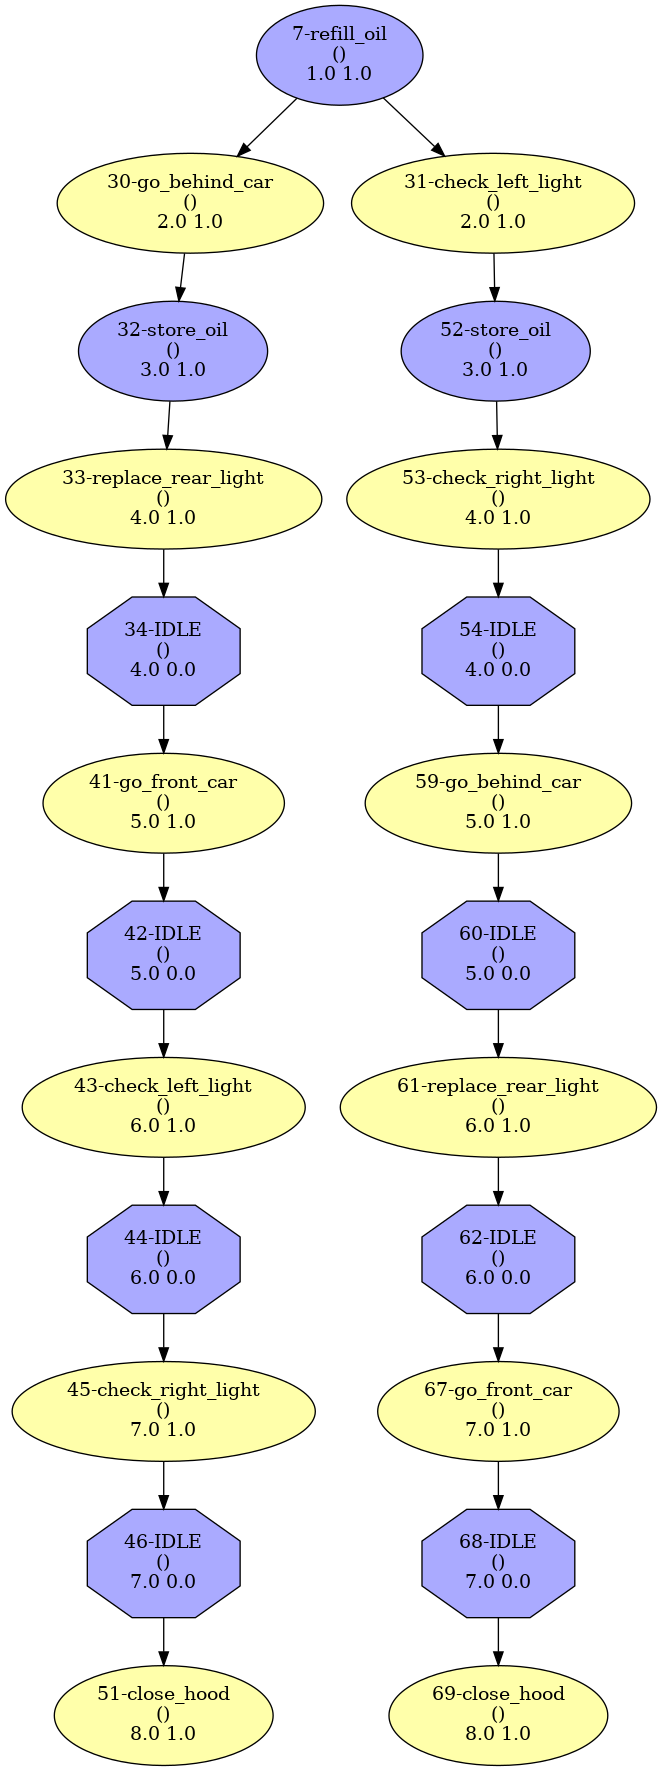 7-refill_oil
()
1.0 1.0
30-go_behind_car
()
2.0 1.0
31-check_left_light
()
2.0 1.0
32-store_oil
()
3.0 1.0
52-store_oil
()
3.0 1.0
33-replace_rear_light
()
4.0 1.0
53-check_right_light
()
4.0 1.0
34-IDLE
()
4.0 0.0
54-IDLE
()
4.0 0.0
41-go_front_car
()
5.0 1.0
59-go_behind_car
()
5.0 1.0
42-IDLE
()
5.0 0.0
60-IDLE
()
5.0 0.0
43-check_left_light
()
6.0 1.0
61-replace_rear_light
()
6.0 1.0
44-IDLE
()
6.0 0.0
62-IDLE
()
6.0 0.0
45-check_right_light
()
7.0 1.0
67-go_front_car
()
7.0 1.0
46-IDLE
()
7.0 0.0
68-IDLE
()
7.0 0.0
51-close_hood
()
8.0 1.0
69-close_hood
()
8.0 1.0